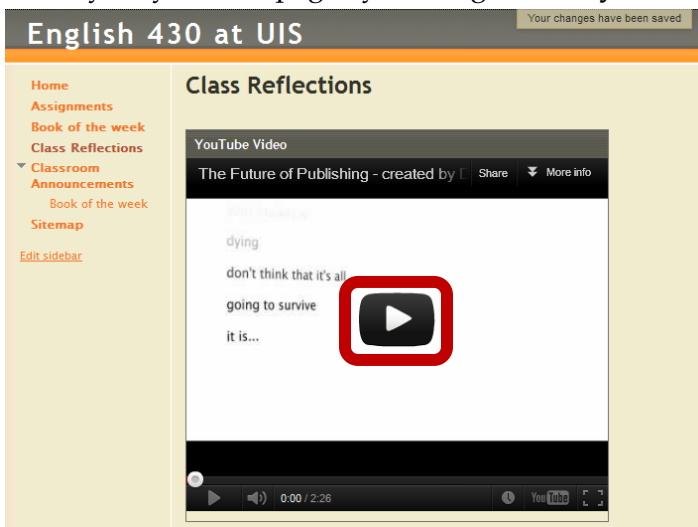 Your changes have been saved
English 430 at UIS
Home
Assignments
Book of the week
Class Reflections
Classroom
Announcements
Book of the week
Sitemap
Edit sidebar
Class Reflections
YouTube Video
The Future of Publishing - created by
Share
More info
dying
don't think that it's all
going to survive
it is...
0:00 / 2:26
YouTube